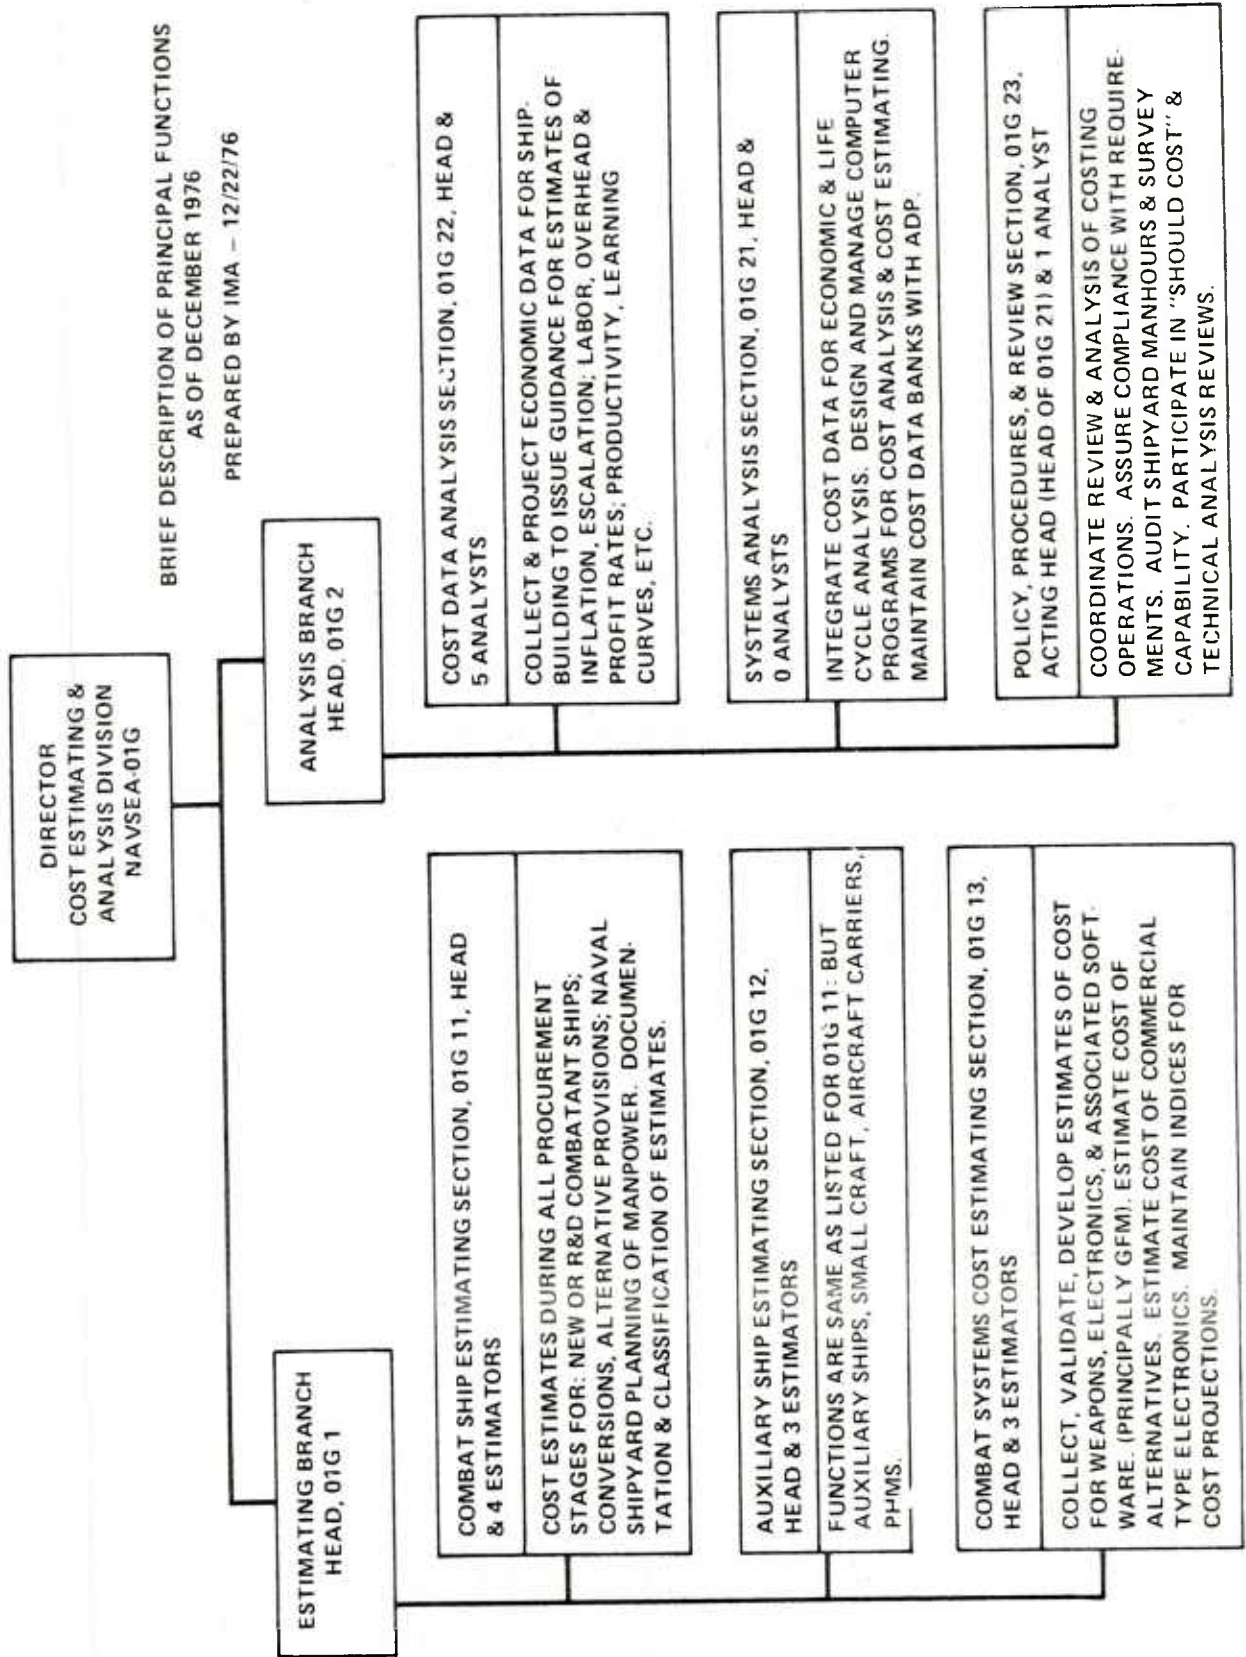 BRIEF DESCRIPTION OF PRINCIPAL FUNCTIONS
AS OF DECEMBER 1976
PREPARED BY IMA – 12/22/76
DIRECTOR
COST ESTIMATING &
ANALYSIS DIVISION
NAVSEA-01G
ESTIMATING BRANCH
HEAD, 01G 1
COMBAT SHIP ESTIMATING SECTION, 01G 11, HEAD
& 4 ESTIMATORS
COST ESTIMATES DURING ALL PROCUREMENT
STAGES FOR: NEW OR R&D COMBATANT SHIPS;
CONVERSIONS, ALTERNATIVE PROVISIONS; NAVAL
SHIPYARD PLANNING OF MANPOWER. DOCUMEN-
TATION & CLASSIFICATION OF ESTIMATES.
AUXILIARY SHIP ESTIMATING SECTION, 01G 12,
HEAD & 3 ESTIMATORS
FUNCTIONS ARE SAME AS LISTED FOR 01G 11: BUT
AUXILIARY SHIPS, SMALL CRAFT, AIRCRAFT CARRIERS,
PHMS.
COMBAT SYSTEMS COST ESTIMATING SECTION, 01G 13,
HEAD & 3 ESTIMATORS
COLLECT, VALIDATE, DEVELOP ESTIMATES OF COST
FOR WEAPONS, ELECTRONICS, & ASSOCIATED SOFT-
WARE. (PRINCIPALLY GFM). ESTIMATE COST OF
ALTERNATIVES. ESTIMATE COST OF COMMERCIAL
TYPE ELECTRONICS. MAINTAIN INDICES FOR
COST PROJECTIONS.
ANALYSIS BRANCH
HEAD, 01G 2
COST DATA ANALYSIS SECTION, 01G 22, HEAD &
5 ANALYSTS
COLLECT & PROJECT ECONOMIC DATA FOR SHIP-
BUILDING TO ISSUE GUIDANCE FOR ESTIMATES OF
INFLATION, ESCALATION; LABOR, OVERHEAD &
PROFIT RATES; PRODUCTIVITY, LEARNING
CURVES, ETC.
SYSTEMS ANALYSIS SECTION, 01G 21, HEAD &
0 ANALYSTS
INTEGRATE COST DATA FOR ECONOMIC & LIFE
CYCLE ANALYSIS. DESIGN AND MANAGE COMPUTER
PROGRAMS FOR COST ANALYSIS & COST ESTIMATING.
MAINTAIN COST DATA BANKS WITH ADP.
POLICY, PROCEDURES, & REVIEW SECTION, 01G 23,
ACTING HEAD (HEAD OF 01G 21) & 1 ANALYST
COORDINATE REVIEW & ANALYSIS OF COSTING
OPERATIONS. ASSURE COMPLIANCE WITH REQUIRE-
MENTS. AUDIT SHIPYARD MANHOURS & SURVEY
CAPABILITY. PARTICIPATE IN "SHOULD COST" &
TECHNICAL ANALYSIS REVIEWS.